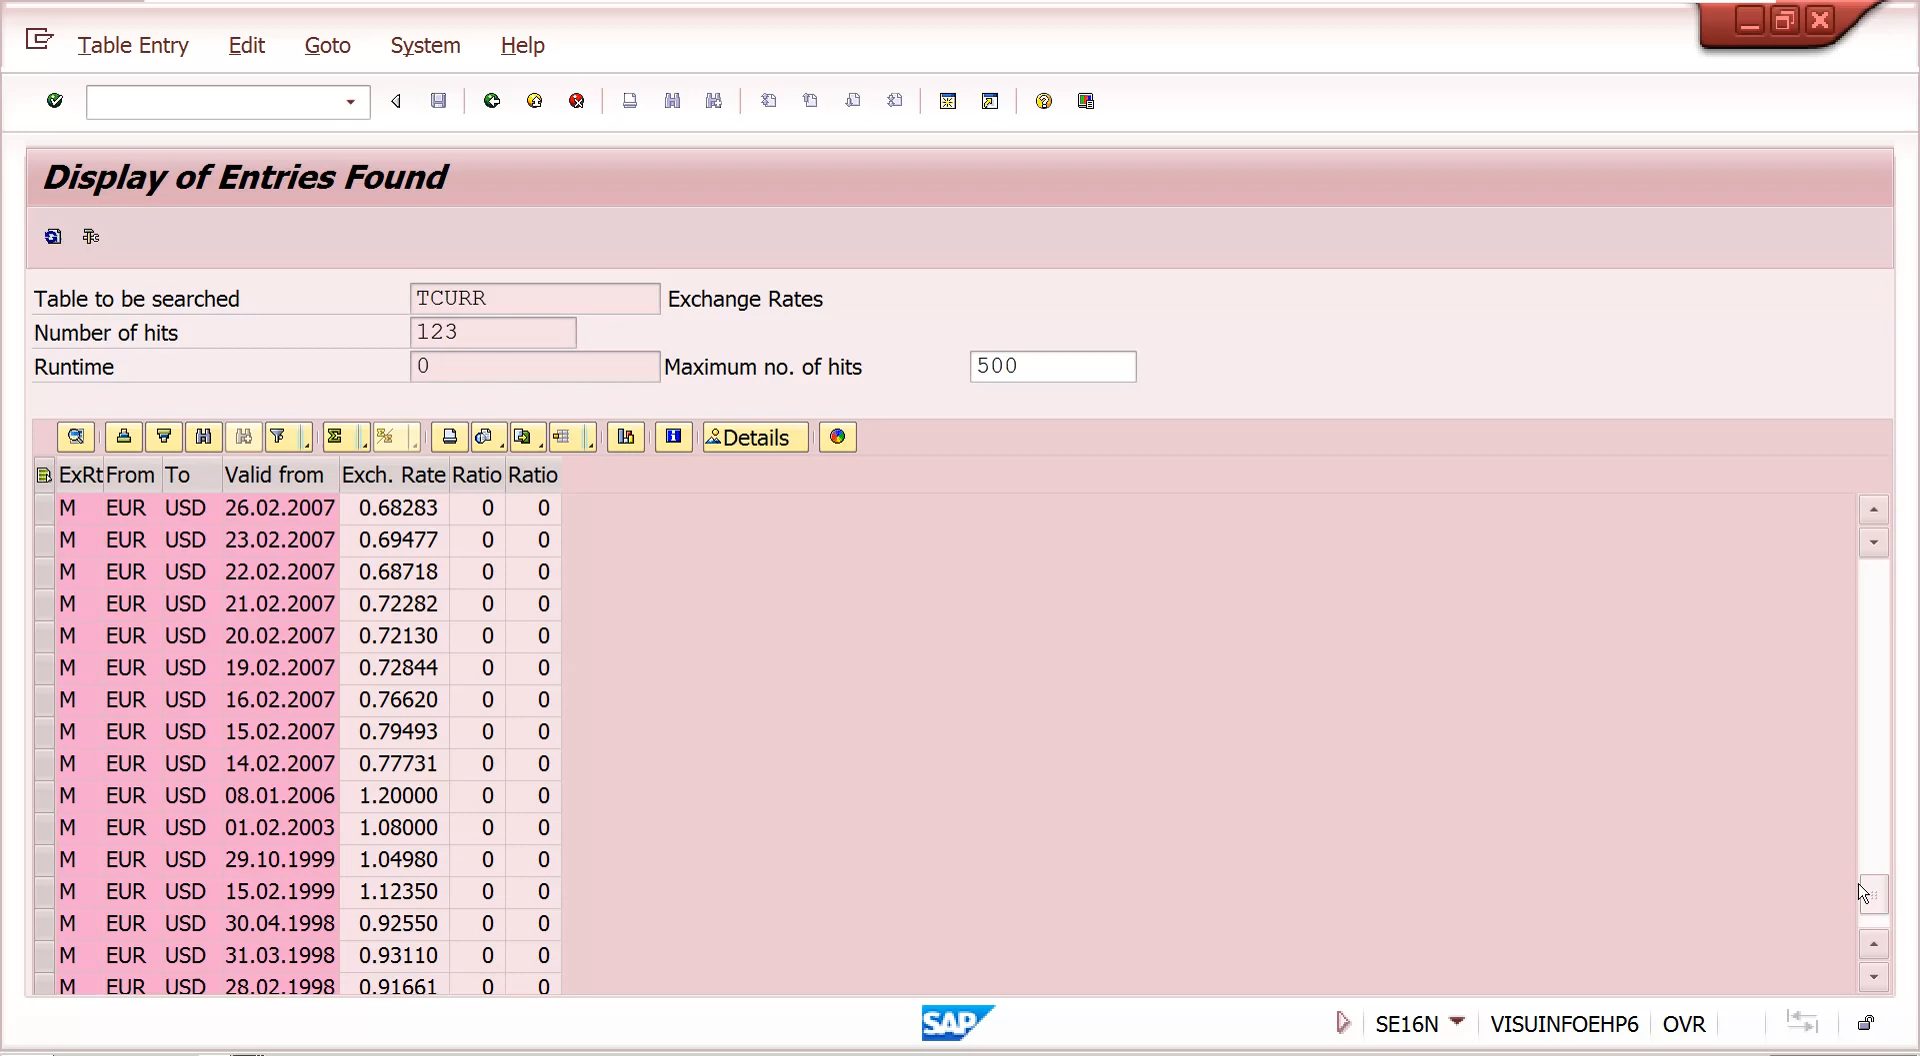 Table Entry Edit Goto System Help
Display of Entries Found
Table to be searched TCURR Exchange Rates
Number of hits 123
Runtime 0 Maximum no. of hits 500
Details
ExRt From To Valid from Exch. Rate Ratio Ratio
M EUR USD 26.02.2007 0.68283 0 0
M EUR USD 23.02.2007 0.69477 0 0
M EUR USD 22.02.2007 0.68718 0 0
M EUR USD 21.02.2007 0.72282 0 0
M EUR USD 20.02.2007 0.72130 0 0
M EUR USD 19.02.2007 0.72844 0 0
M EUR USD 16.02.2007 0.76620 0 0
M EUR USD 15.02.2007 0.79493 0 0
M EUR USD 14.02.2007 0.77731 0 0
M EUR USD 08.01.2006 1.20000 0 0
M EUR USD 01.02.2003 1.08000 0 0
M EUR USD 29.10.1999 1.04980 0 0
M EUR USD 15.02.1999 1.12350 0 0
M EUR USD 30.04.1998 0.92550 0 0
M EUR USD 31.03.1998 0.93110 0 0
M EUR USD 28.02.1998 0.91661 0 0
SAP SE16N VISUINFOEHP6 OVR